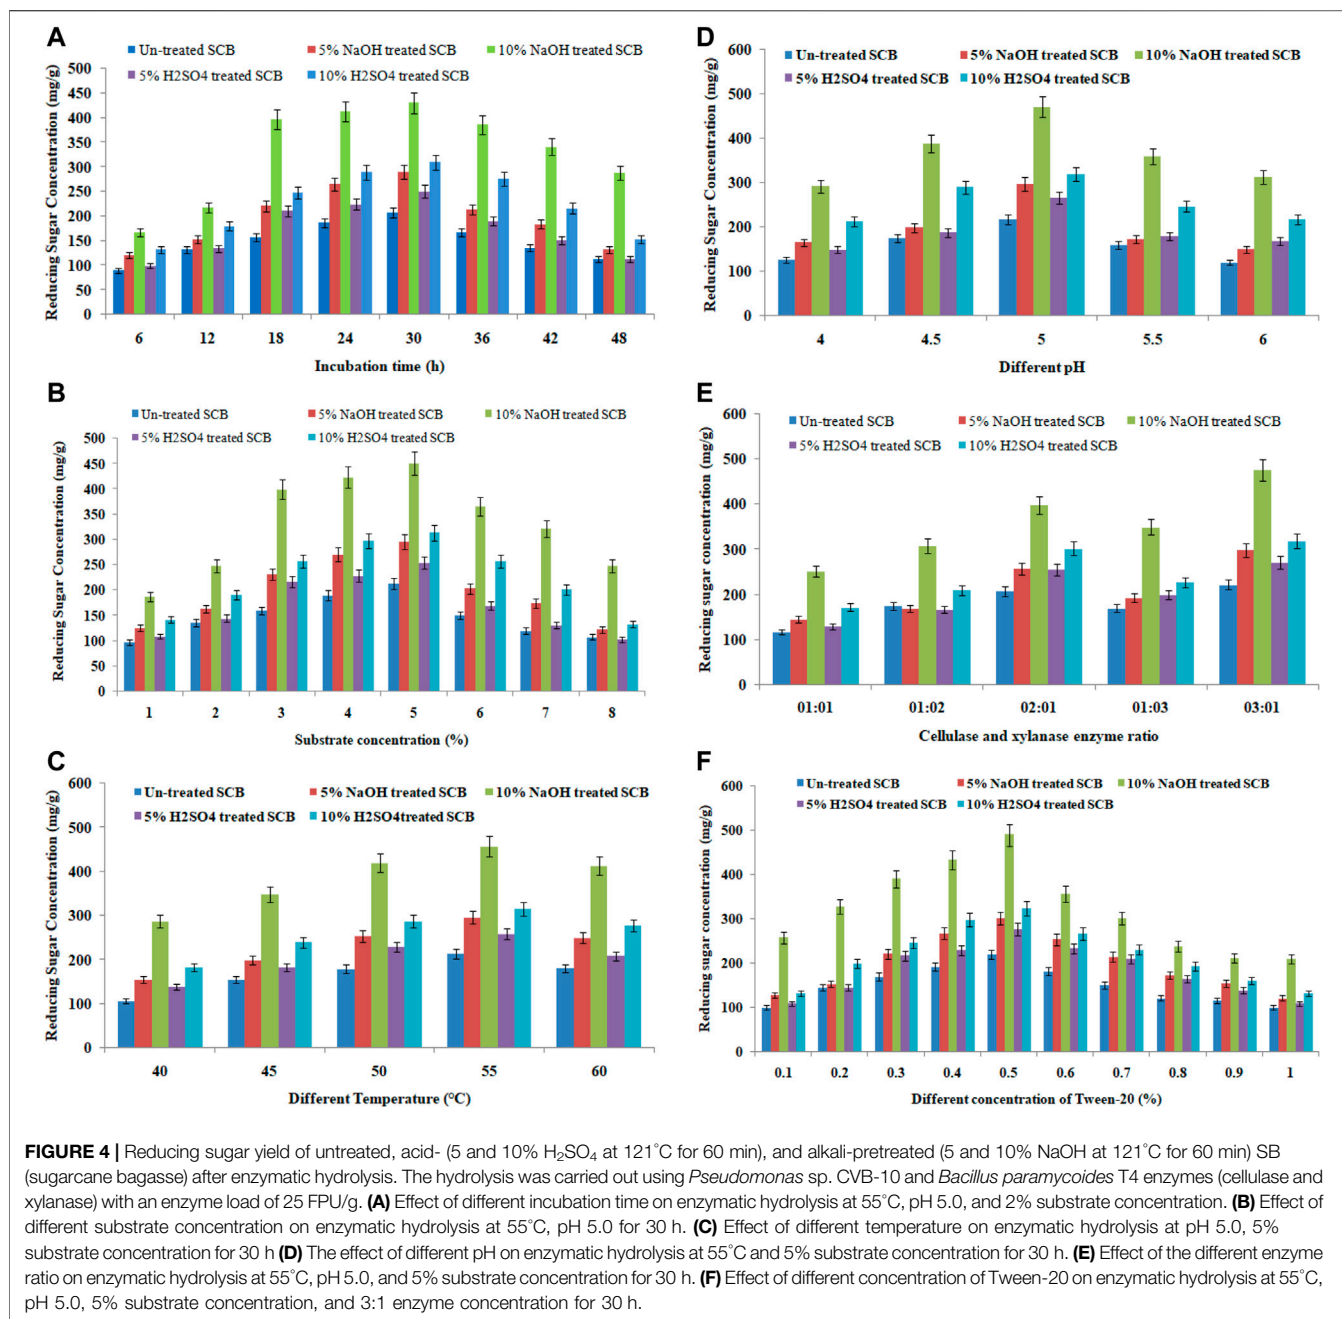 A
Un-treated SCB 5% NaOH treated SCB 10% NaOH treated SCB
5% H2SO4 treated SCB 10% H2SO4 treated SCB
Reducing Sugar Concentration (mg/g)
500
450
400
350
300
250
200
150
100
50
0
6 12 18 24 30 36 42 48
Incubation time (h)
B
Un-treated SCB 5% NaOH treated SCB 10% NaOH treated SCB
5% H2SO4 treated SCB 10% H2SO4 treated SCB
Reducing Sugar Concentration (mg/g)
500
450
400
350
300
250
200
150
100
50
0
1 2 3 4 5 6 7 8
Substrate concentration (%)
C
Un-treated SCB 5% NaOH treated SCB 10% NaOH treated SCB
5% H2SO4 treated SCB 10% H2SO4treated SCB
Reducing Sugar Concentration (mg/g)
600
500
400
300
200
100
0
40 45 50 55 60
Different Temperature (°C)
D
Un-treated SCB 5% NaOH treated SCB 10% NaOH treated SCB
5% H2SO4 treated SCB 10% H2SO4 treated SCB
Reducing Sugar Concentration (mg/g)
600
500
400
300
200
100
0
4 4.5 5 5.5 6
Different pH
E
Un-treated SCB 5% NaOH treated SCB 10% NaOH treated SCB
5% H2SO4 treated SCB 10% H2SO4 treated SCB
Reducing sugar concentration (mg/g)
600
500
400
300
200
100
0
01:01 01:02 02:01 01:03 03:01
Cellulase and xylanase enzyme ratio
F
Un-treated SCB 5% NaOH treated SCB 10% NaOH treated SCB
5% H2SO4 treated SCB 10% H2SO4 treated SCB
Reducing sugar concentration (mg/g)
600
500
400
300
200
100
0
0.1 0.2 0.3 0.4 0.5 0.6 0.7 0.8 0.9 1
Different concentration of Tween-20 (%)
FIGURE 4 | Reducing sugar yield of untreated, acid- (5 and 10% H₂SO₄ at 121°C for 60 min), and alkali-pretreated (5 and 10% NaOH at 121°C for 60 min) SB
(sugarcane bagasse) after enzymatic hydrolysis. The hydrolysis was carried out using Pseudomonas sp. CVB-10 and Bacillus paramycoides T4 enzymes (cellulase and
xylanase) with an enzyme load of 25 FPU/g. (A) Effect of different incubation time on enzymatic hydrolysis at 55°C, pH 5.0, and 2% substrate concentration. (B) Effect of
different substrate concentration on enzymatic hydrolysis at 55°C, pH 5.0 for 30 h. (C) Effect of different temperature on enzymatic hydrolysis at pH 5.0, 5%
substrate concentration for 30 h (D) The effect of different pH on enzymatic hydrolysis at 55°C and 5% substrate concentration for 30 h. (E) Effect of the different enzyme
ratio on enzymatic hydrolysis at 55°C, pH 5.0, and 5% substrate concentration for 30 h. (F) Effect of different concentration of Tween-20 on enzymatic hydrolysis at 55°C,
pH 5.0, 5% substrate concentration, and 3:1 enzyme concentration for 30 h.